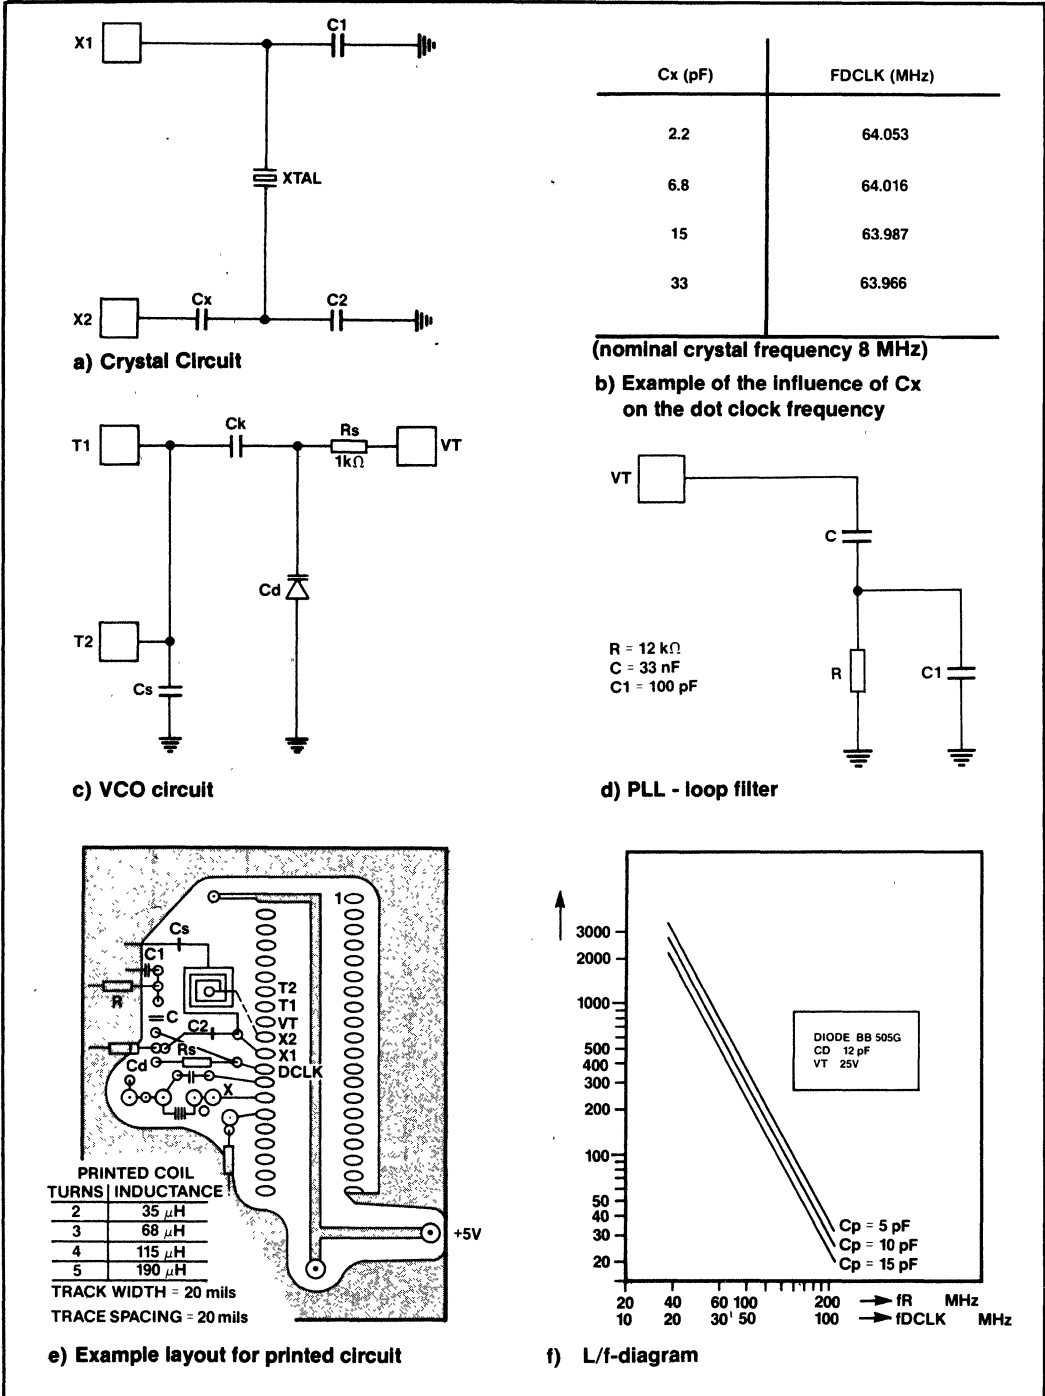 X1
C1
XTAL
X2
Cx
C2
a) Crystal Circuit
Cx (pF) FDCLK (MHz)
2.2 64.053
6.8 64.016
15 63.987
33 63.966
(nominal crystal frequency 8 MHz)
b) Example of the influence of Cx
on the dot clock frequency
T1
Ck
Rs
1kΩ
VT
Cd
T2
Cs
c) VCO circuit
VT
C
R = 12 kΩ
C = 33 nF
C1 = 100 pF
R
C1
d) PLL - loop filter
1
Cs
C1
R
C
C2
Rs
Cd
X
T2
T1
VT
X2
X1
DCLK
+5V
PRINTED COIL
TURNS INDUCTANCE
2 35 μH
3 68 μH
4 115 μH
5 190 μH
TRACK WIDTH = 20 mils
TRACE SPACING = 20 mils
e) Example layout for printed circuit
3000
2000
1000
500
400
300
200
100
50
40
30
20
DIODE BB 505G
CD 12 pF
VT 25V
Cp = 5 pF
Cp = 10 pF
Cp = 15 pF
20 40 60 100 200 fR MHz
10 20 30 50 100 fDCLK MHz
f) L/f-diagram